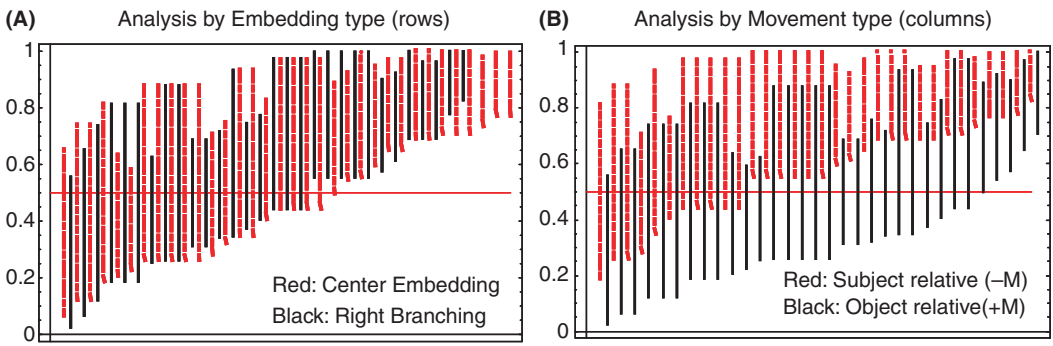 (A) Analysis by Embedding type (rows)
1
0.8
0.6
0.4
0.2
0
Red: Center Embedding
Black: Right Branching
(B) Analysis by Movement type (columns)
1
0.8
0.6
0.4
0.2
0
Red: Subject relative (–M)
Black: Object relative(+M)